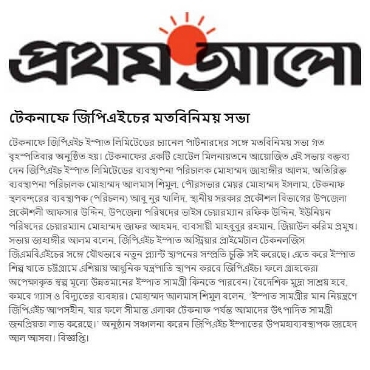 প্রথম আলো
টেকনাফে জিপিএইচের মতবিনিময় সভা
টেকনাফে জিপিএইচ ইস্পাত লিমিটেডের চ্যানেল পার্টনারদের সঙ্গে মতবিনিময় সভা গত
বৃহস্পতিবার অনুষ্ঠিত হয়। টেকনাফের একটি হোটেল মিলনায়তনে আয়োজিত এই সভায় বক্তব্য
দেন জিপিএইচ ইস্পাত লিমিটেডের ব্যবস্থাপনা পরিচালক মোহাম্মদ জাহাঙ্গীর আলম, অতিরিক্ত
ব্যবস্থাপনা পরিচালক মোহাম্মদ আলমাস শিমুল, পৌরসভার মেয়র মোহাম্মদ ইসলাম, টেকনাফ
স্থলবন্দরের ব্যবস্থাপক (পরিচালন) আবু নুর খালিদ, স্থানীয় সরকার প্রকৌশল বিভাগের উপজেলা
প্রকৌশলী আফসার উদ্দিন, উপজেলা পরিষদের ভাইস চেয়ারম্যান রফিক উদ্দিন, ইউনিয়ন
পরিষদের চেয়ারম্যান মোহাম্মদ জাফর আহমদ, ব্যবসায়ী মাহবুবুর রহমান, জিয়াউল করিম প্রমুখ।
সভায় জাহাঙ্গীর আলম বলেন, জিপিএইচ ইস্পাত অস্ট্রিয়ার প্রাইমেটাল টেকনলজিস
জিএমবিএইচের সঙ্গে যৌথভাবে নতুন প্ল্যান্ট স্থাপনের সম্প্রতি চুক্তি সই করেছে। এতে করে ইস্পাত
শিল্প খাতে চট্টগ্রামে এশিয়ায় আধুনিক যন্ত্রপাতি স্থাপন করবে জিপিএইচ। ফলে গ্রাহকেরা
অপেক্ষাকৃত স্বল্প মূল্যে উন্নতমানের ইস্পাত সামগ্রী কিনতে পারবেন। বৈদেশিক মুদ্রা সাশ্রয় হবে,
কমবে গ্যাস ও বিদ্যুতের ব্যবহার। মোহাম্মদ আলমাস শিমুল বলেন, ‘ইস্পাত সামগ্রীর মান নিয়ন্ত্রণে
জিপিএইচ আপসহীন, যার ফলে সীমান্ত এলাকা টেকনাফ পর্যন্ত আমাদের উৎপাদিত সামগ্রী
জনপ্রিয়তা লাভ করেছে।’ অনুষ্ঠান সঞ্চালনা করেন জিপিএইচ ইস্পাতের উপমহাব্যবস্থাপক জাহেদ
আল আসবা। বিজ্ঞপ্তি।